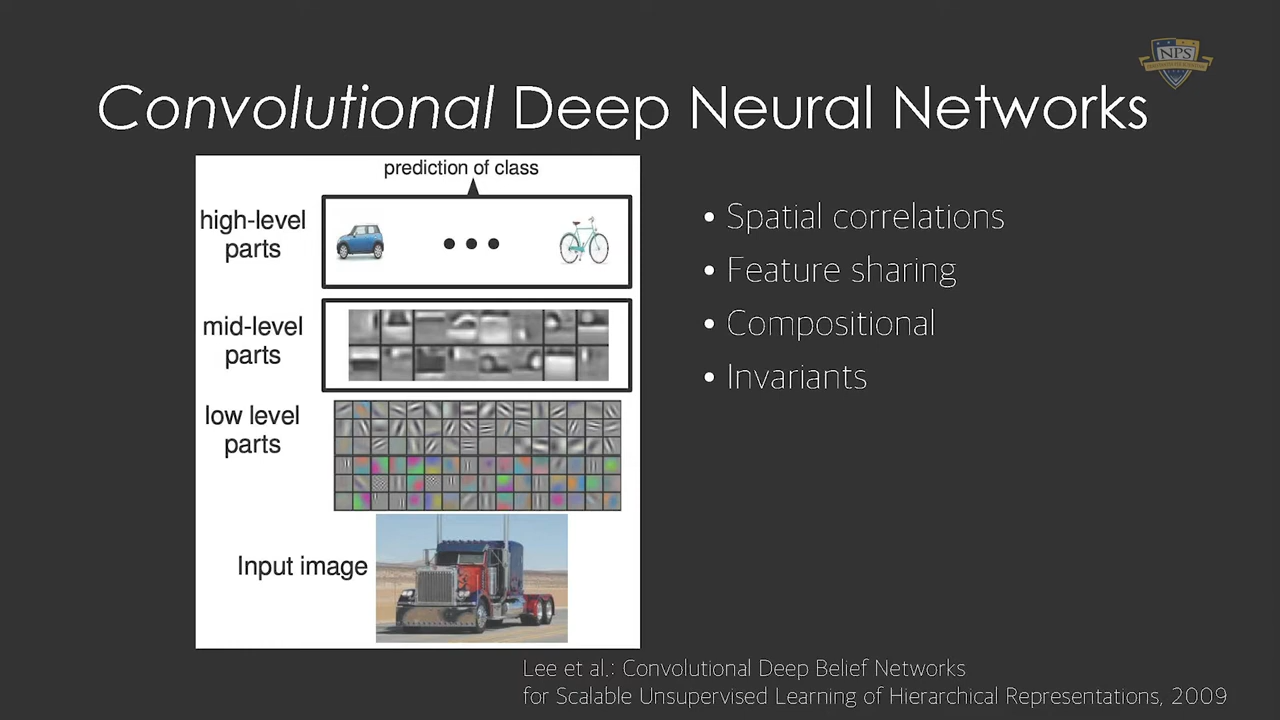 NPS
Convolutional Deep Neural Networks
prediction of class
high-level
parts
mid-level
parts
low level
parts
Input image
• Spatial correlations
• Feature sharing
• Compositional
• Invariants
Lee et al.: Convolutional Deep Belief Networks
for Scalable Unsupervised Learning of Hierarchical Representations, 2009